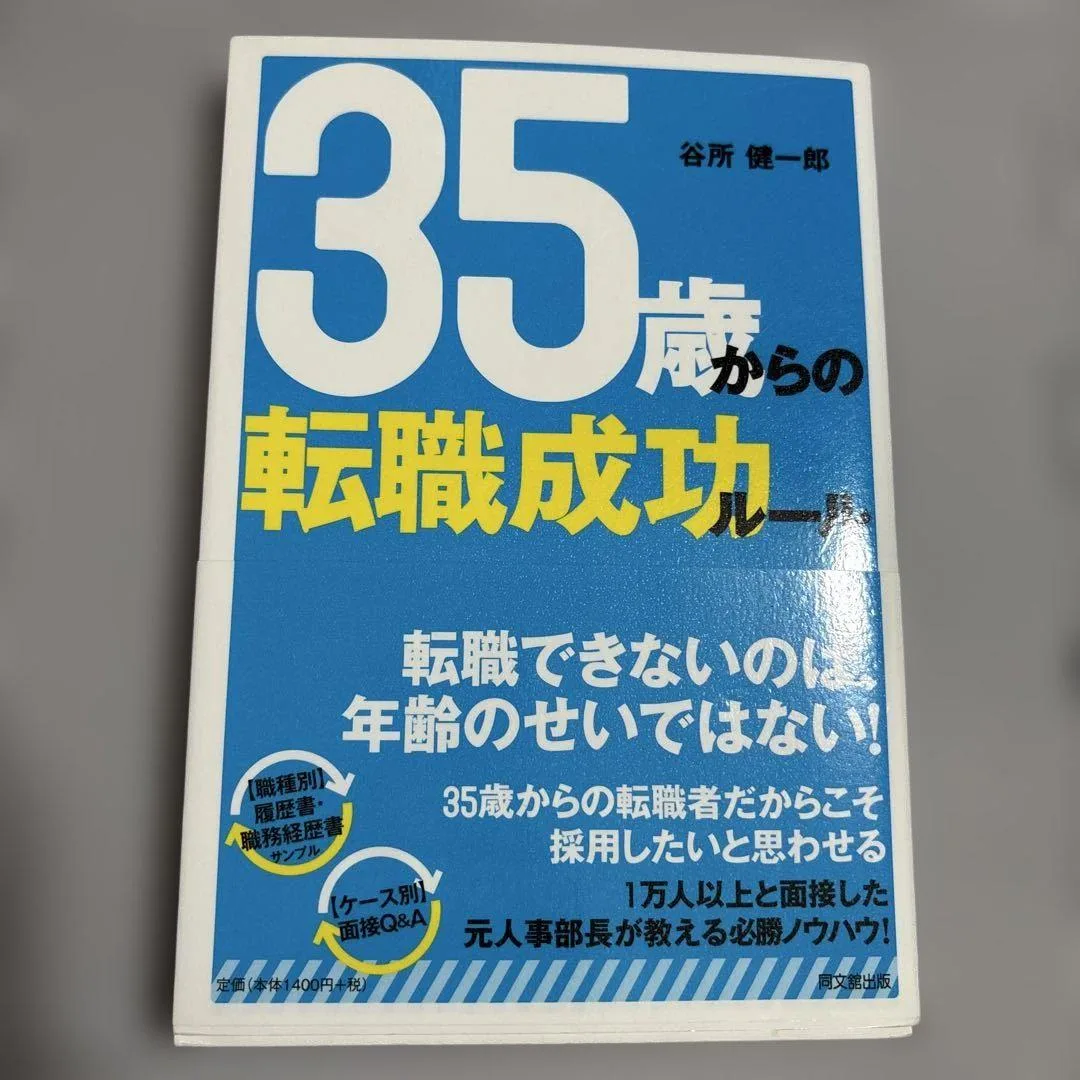 谷所 健一郎
35歳からの
転職成功ルール
転職できないのは、
年齢のせいではない!
35歳からの転職者だからこそ
採用したいと思わせる
1万人以上と面接した
元人事部長が教える必勝ノウハウ!
【職種別】
履歴書・
職務経歴書
サンプル
【ケース別】
面接Q&A
定価(本体1400円+税)
同文舘出版